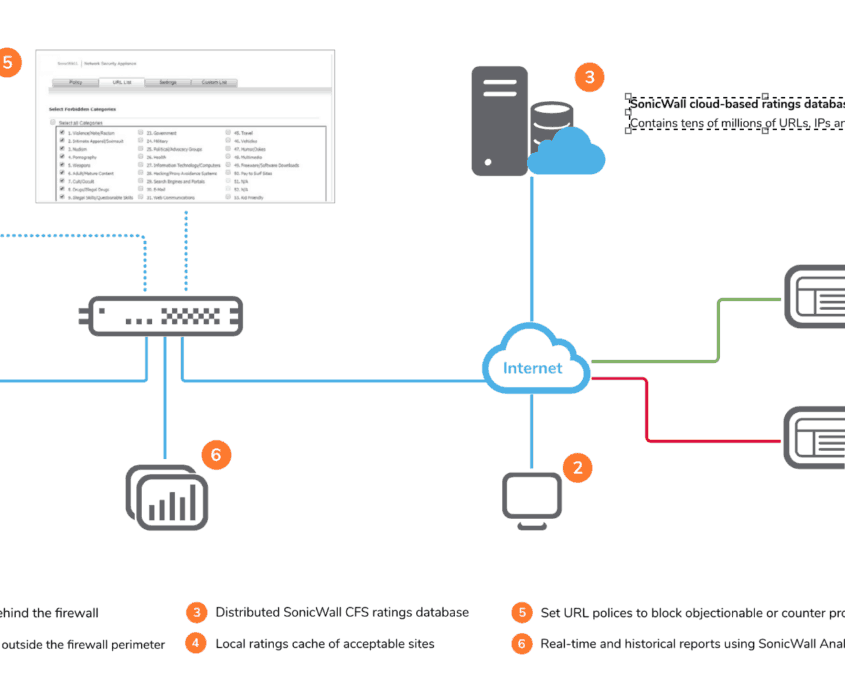 5
SonicWALL | Network Security Appliance
Policy URL List Settings Custom List
Select Forbidden Categories
Select all Categories
1. Violence/Hate/Racism 23. Government 45. Travel
2. Intimate Apparel/Swimsuit 24. Military 46. Vehicles
3. Nudism 25. Political/Advocacy Groups 47. Humor/Jokes
4. Pornography 26. Health 48. Multimedia
5. Weapons 27. Information Technology/Computers 49. Freeware/Software Downloads
6. Adult/Mature Content 28. Hacking/Proxy Avoidance Systems 50. Pay to Surf Sites
7. Cult/Occult 29. Search Engines and Portals 51. N/A
8. Drugs/Illegal Drugs 30. E-Mail 52. N/A
9. Illegal Skills/Questionable Skills 31. Web Communications 53. Kid Friendly
3
SonicWall cloud-based ratings databas
Contains tens of millions of URLs, IPs an
Internet
6
2
ehind the firewall
outside the firewall perimeter
3 Distributed SonicWall CFS ratings database
4 Local ratings cache of acceptable sites
5 Set URL polices to block objectionable or counter pro
6 Real-time and historical reports using SonicWall Anal